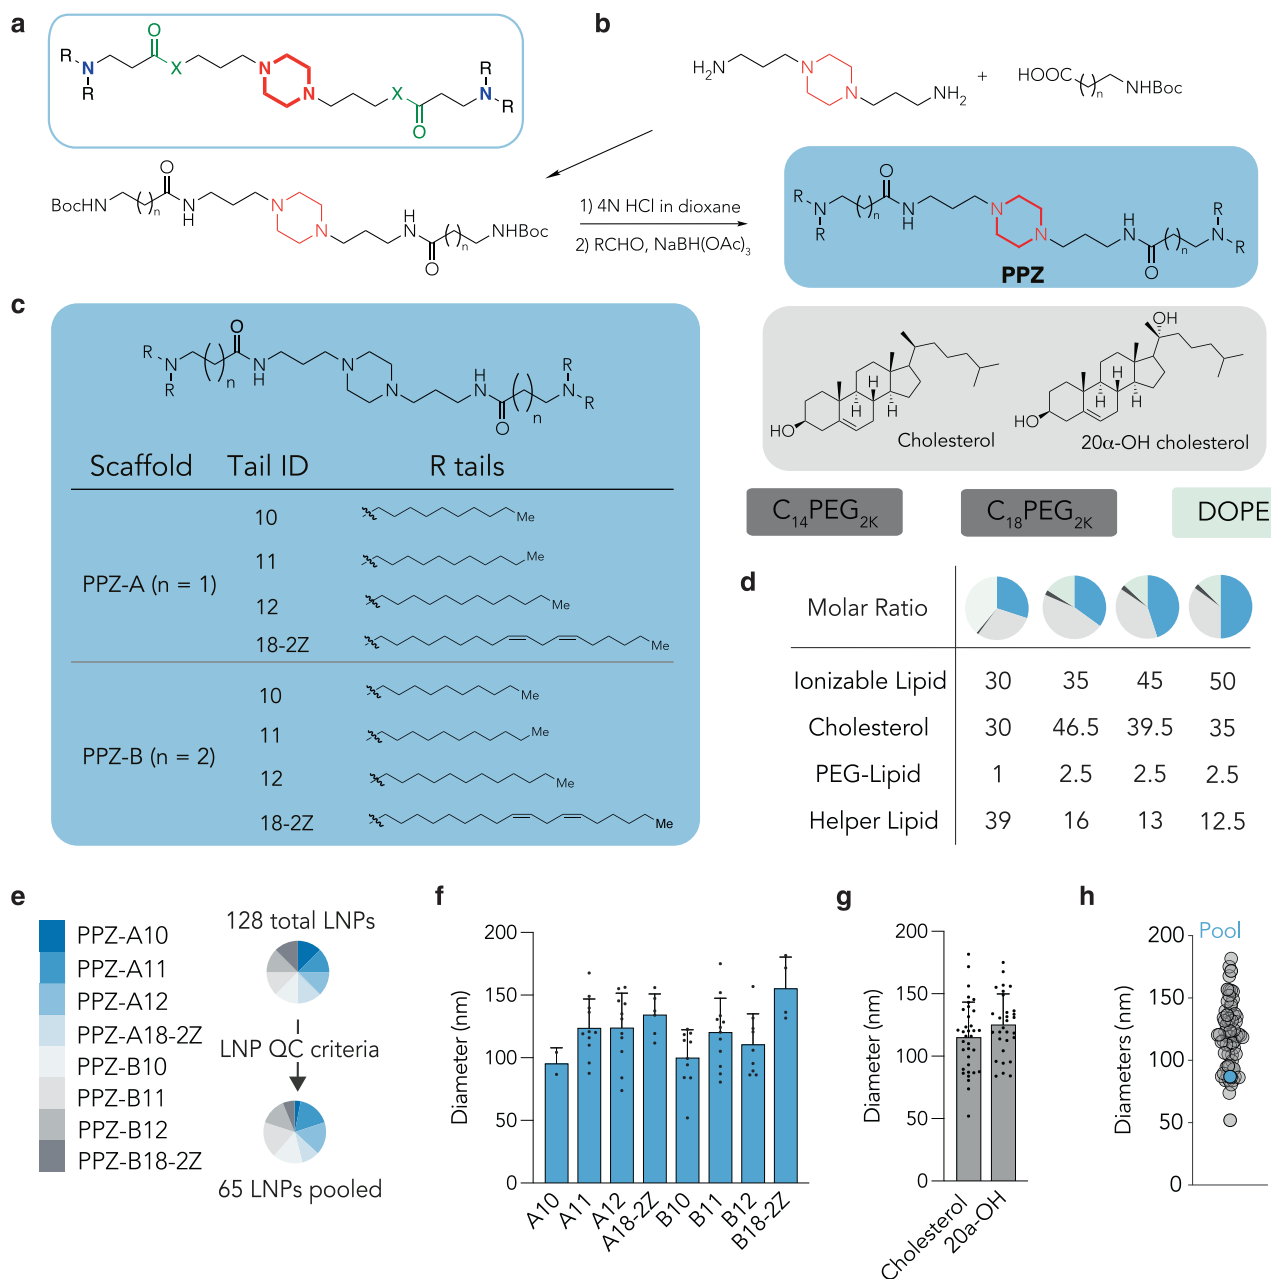 a
R
N
R
O
X
N
N
X
O
R
N
R
b
H2N
N
N
NH2
+
HOOC
n
NHBoc
BocHN
n
O
N
H
N
N
H
N
O
n
NHBoc
1) 4N HCl in dioxane
2) RCHO, NaBH(OAc)3
R
N
R
n
O
N
H
N
N
H
N
O
n
R
N
R
PPZ
c
R
N
R
n
O
N
H
N
N
H
N
O
n
R
N
R
Scaffold Tail ID R tails
PPZ-A (n = 1)
10 Me
11 Me
12 Me
18-2Z Me
PPZ-B (n = 2)
10 Me
11 Me
12 Me
18-2Z Me
HO
H
H
H
Cholesterol
OH
HO
H
H
H
20α-OH cholesterol
C14PEG2K C18PEG2K DOPE
d
Molar Ratio
Ionizable Lipid 30 35 45 50
Cholesterol 30 46.5 39.5 35
PEG-Lipid 1 2.5 2.5 2.5
Helper Lipid 39 16 13 12.5
e
PPZ-A10
PPZ-A11
PPZ-A12
PPZ-A18-2Z
PPZ-B10
PPZ-B11
PPZ-B12
PPZ-B18-2Z
128 total LNPs
LNP QC criteria
65 LNPs pooled
f
Diameter (nm)
200
150
100
50
0
A10
A11
A12
A18-2Z
B10
B11
B12
B18-2Z
g
Diameter (nm)
200
150
100
50
0
Cholesterol
20a-OH
h
Pool
Diameters (nm)
200
150
100
50
0